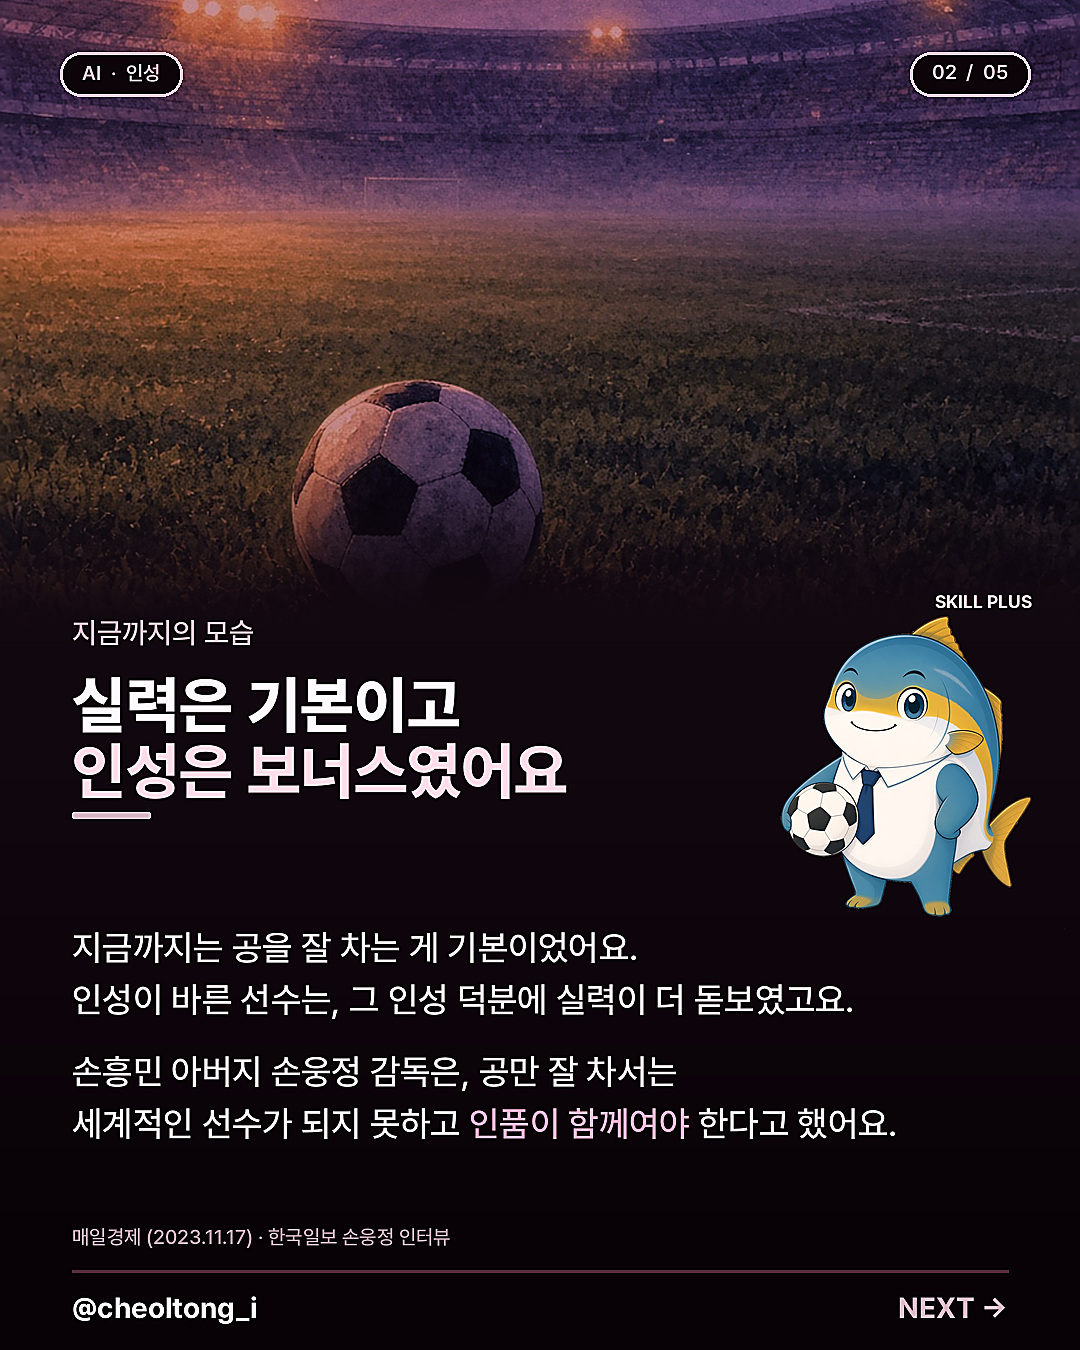 AI · 인성
02 / 05
SKILL PLUS
지금까지의 모습
실력은 기본이고
인성은 보너스였어요
지금까지는 공을 잘 차는 게 기본이었어요.
인성이 바른 선수는, 그 인성 덕분에 실력이 더 돋보였고요.
손흥민 아버지 손웅정 감독은, 공만 잘 차서는
세계적인 선수가 되지 못하고 인품이 함께여야 한다고 했어요.
매일경제 (2023.11.17) · 한국일보 손웅정 인터뷰
@cheoltong_i
NEXT →